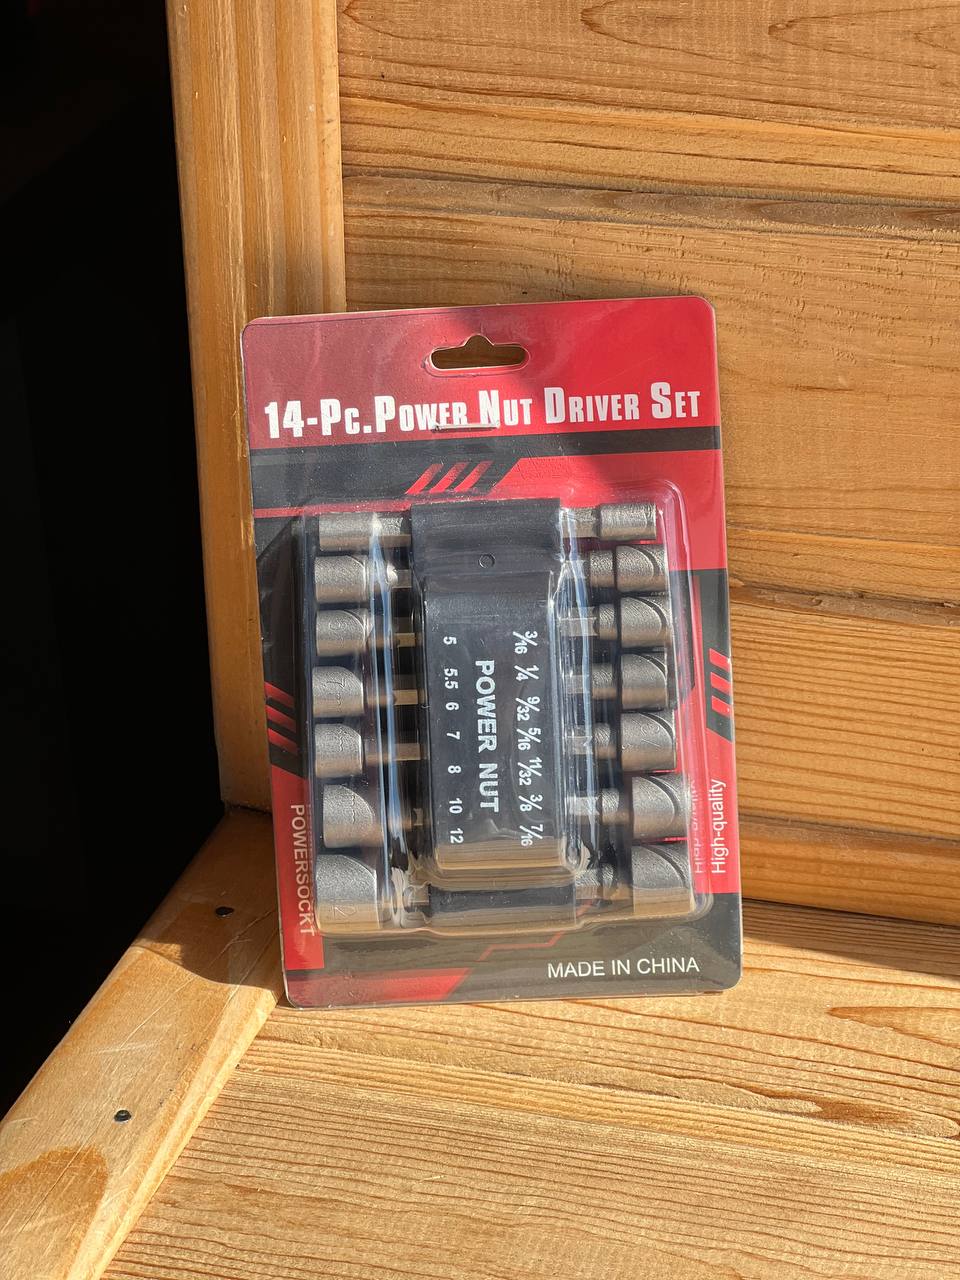 14-Pc. Power Nut Driver Set
3/16 1/4 9/32 5/16 11/32 3/8 7/16
POWER NUT
5 5.5 6 7 8 10 12
POWERSOCKT
High-quality
MADE IN CHINA